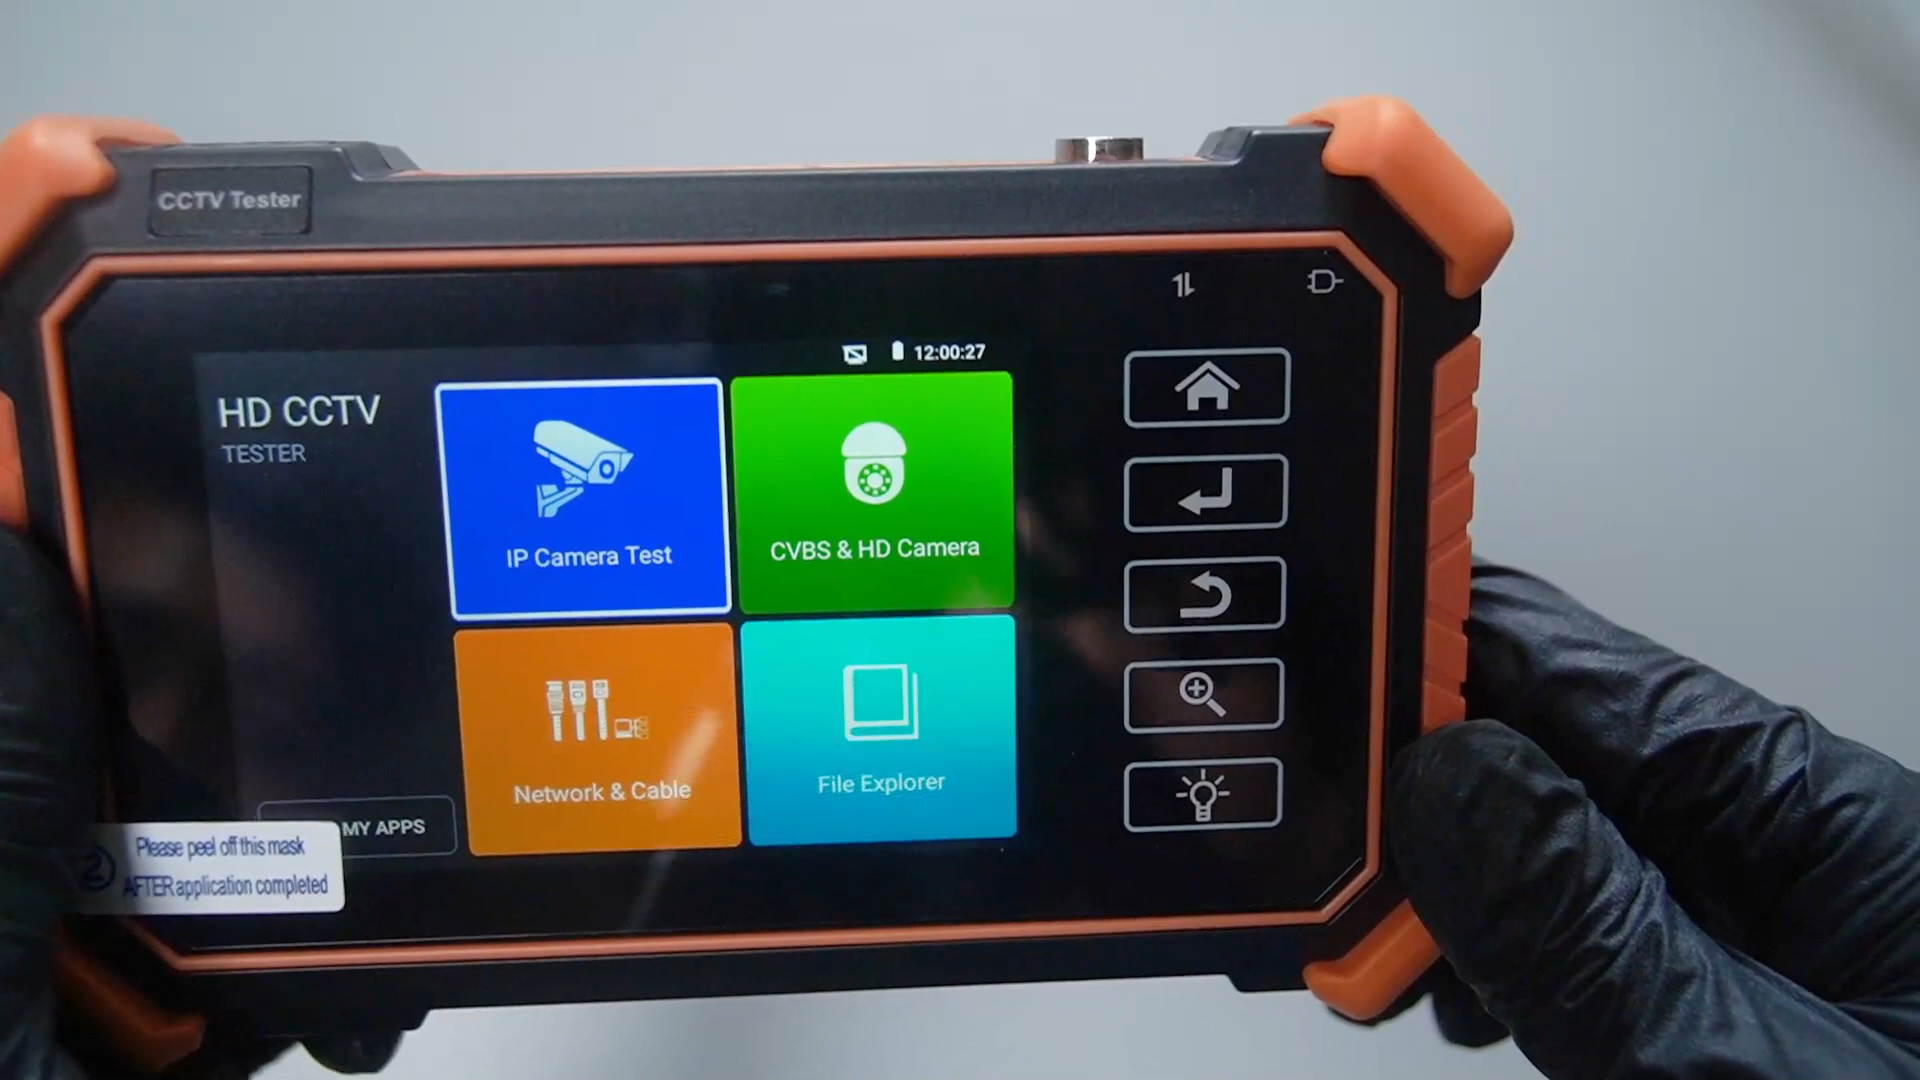 CCTV Tester
12:00:27
HD CCTV
TESTER
IP Camera Test
CVBS & HD Camera
Network & Cable
File Explorer
MY APPS
2
Please peel off this mask
AFTER application completed